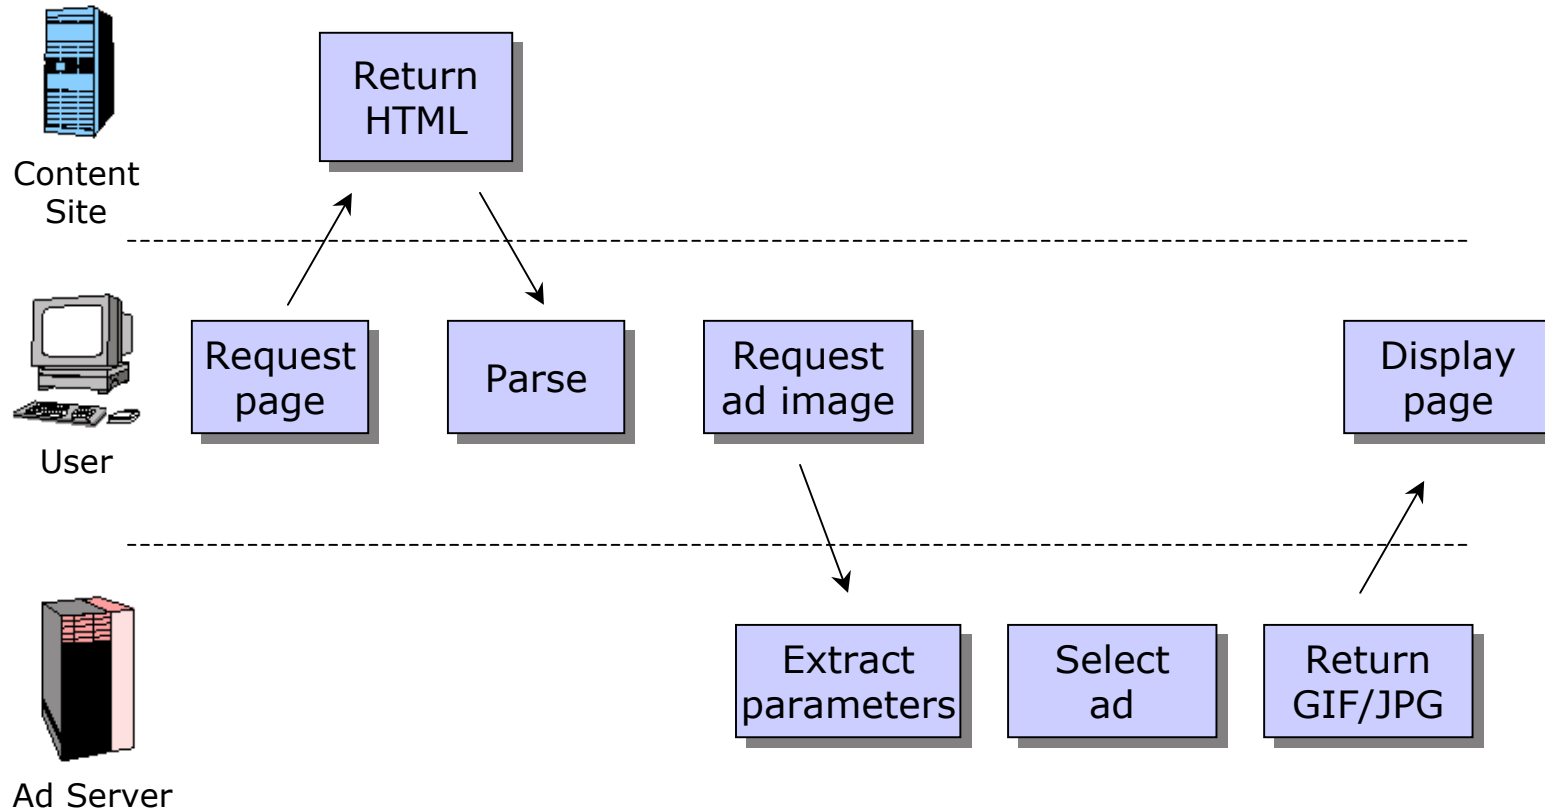 Return
HTML
Content
Site
Request
page
Parse
Request
ad image
Display
page
User
Extract
parameters
Select
ad
Return
GIF/JPG
Ad Server